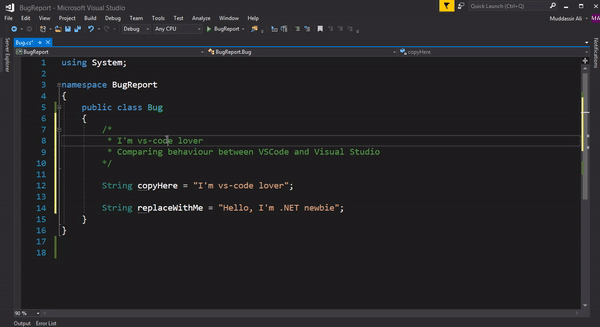 BugReport - Microsoft Visual Studio
Quick Launch (Ctrl+Q)
File Edit View Project Build Debug Team Tools Test Analyze Window Help
Muddassir Ali MA
Debug Any CPU BugReport
Server Explorer
Bug.cs*
Notifications
BugReport BugReport.Bug copyHere
1 using System;
2
3 namespace BugReport
4 {
5 public class Bug
6 {
7 /*
8 * I'm vs-code lover
9 * Comparing behaviour between VSCode and Visual Studio
10 */
11
12 String copyHere = "I'm vs-code lover";
13
14 String replaceWithMe = "Hello, I'm .NET newbie";
15 }
16 }
17
18
90 %
Output Error List